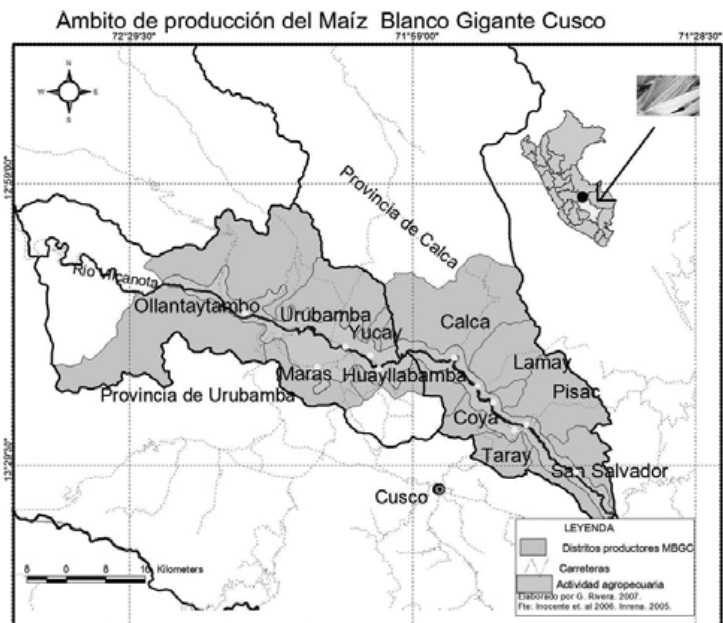 Ámbito de producción del Maíz Blanco Gigante Cusco
72°29'30" 71°59'00" 71°28'30"
N
W E
S
12°59'00"
Provincia de Calca
Río Vilcanota
Ollantaytambo
Urubamba
Yucay
Calca
Maras
Huayllabamba
Lamay
Pisac
Provincia de Urubamba
Coya
Taray
San Salvador
13°29'30"
Cusco
LEYENDA
Distritos productores MBGC
Carreteras
Actividad agropecuaria
Elaborado por G. Rivera. 2007.
Fte: Inocente et. al 2006. Inrena. 2005.
8 0 8 16 Kilometers